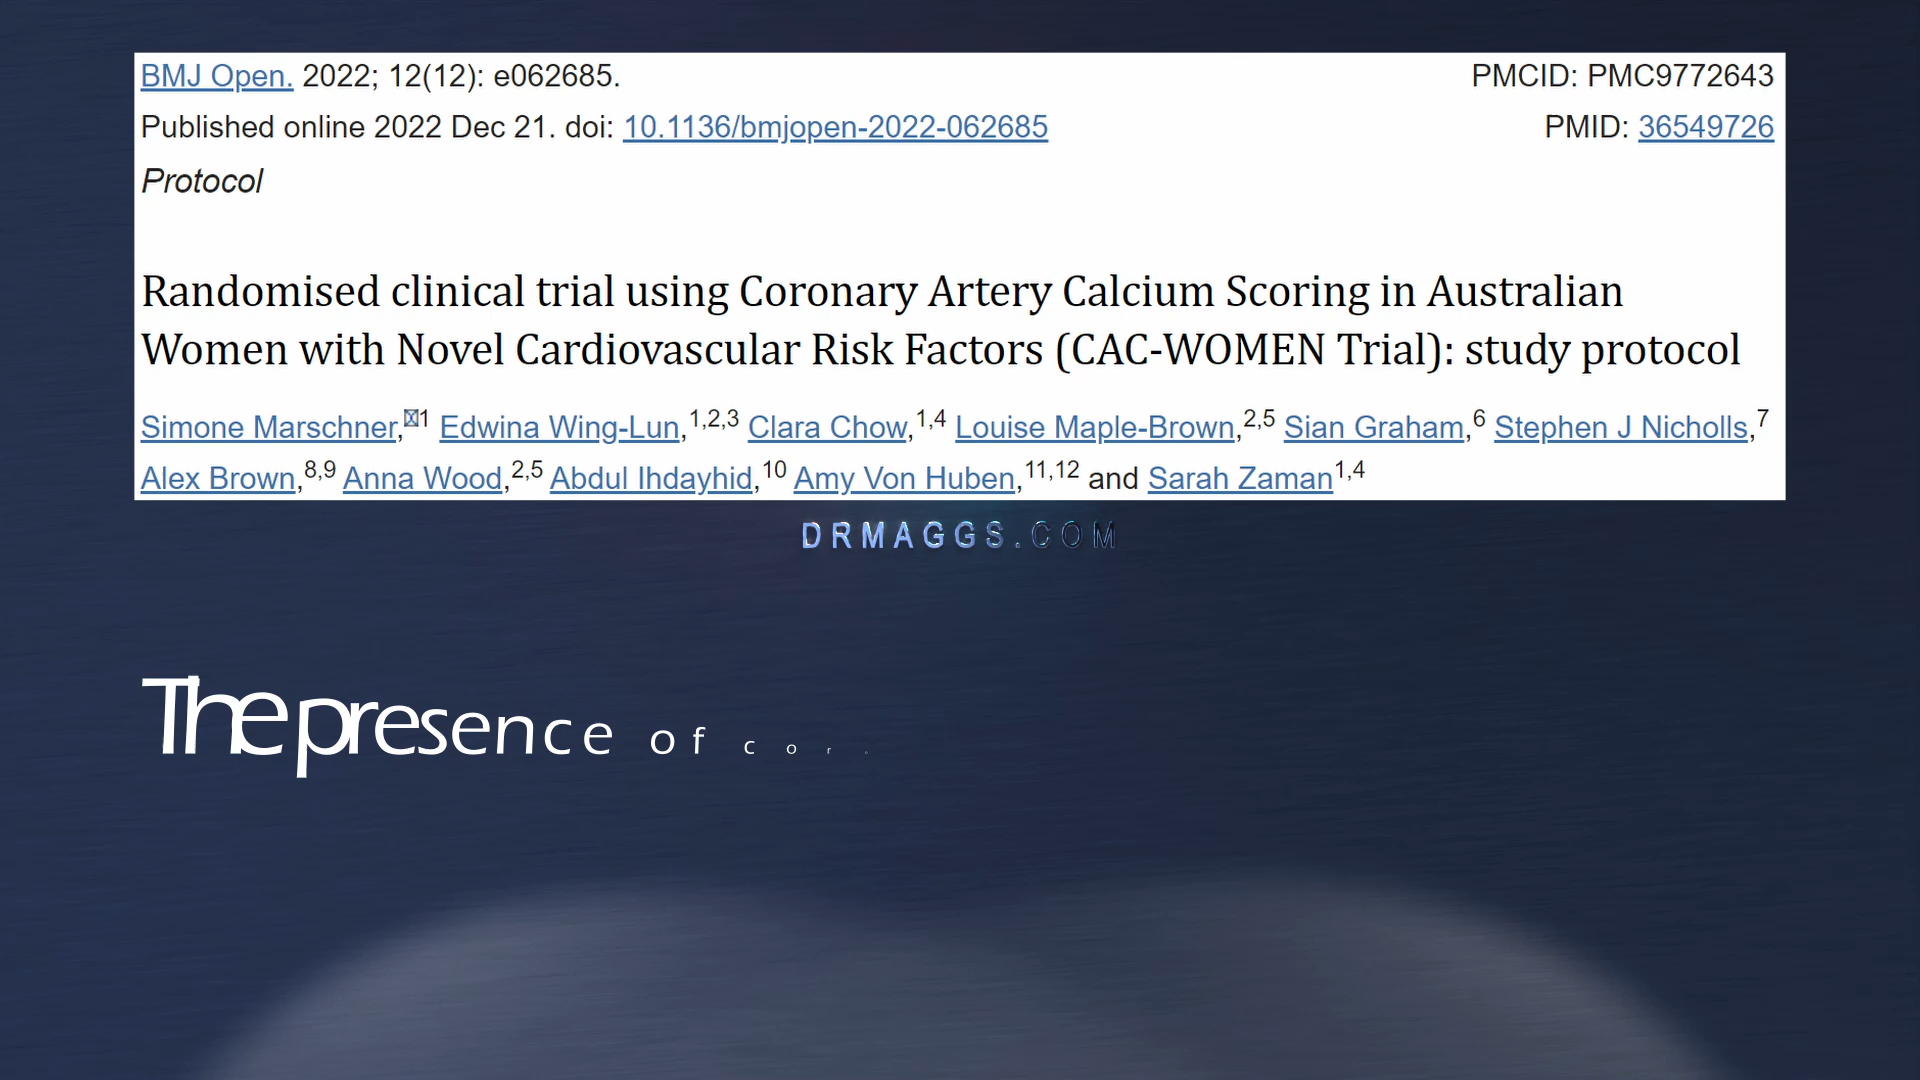 BMJ Open. 2022; 12(12): e062685. PMCID: PMC9772643
Published online 2022 Dec 21. doi: 10.1136/bmjopen-2022-062685 PMID: 36549726
Protocol
Randomised clinical trial using Coronary Artery Calcium Scoring in Australian
Women with Novel Cardiovascular Risk Factors (CAC-WOMEN Trial): study protocol
Simone Marschner,1 Edwina Wing-Lun,1,2,3 Clara Chow,1,4 Louise Maple-Brown,2,5 Sian Graham,6 Stephen J Nicholls,7
Alex Brown,8,9 Anna Wood,2,5 Abdul Ihdayhid,10 Amy Von Huben,11,12 and Sarah Zaman1,4
DRMAGGS.COM
The presence of cor